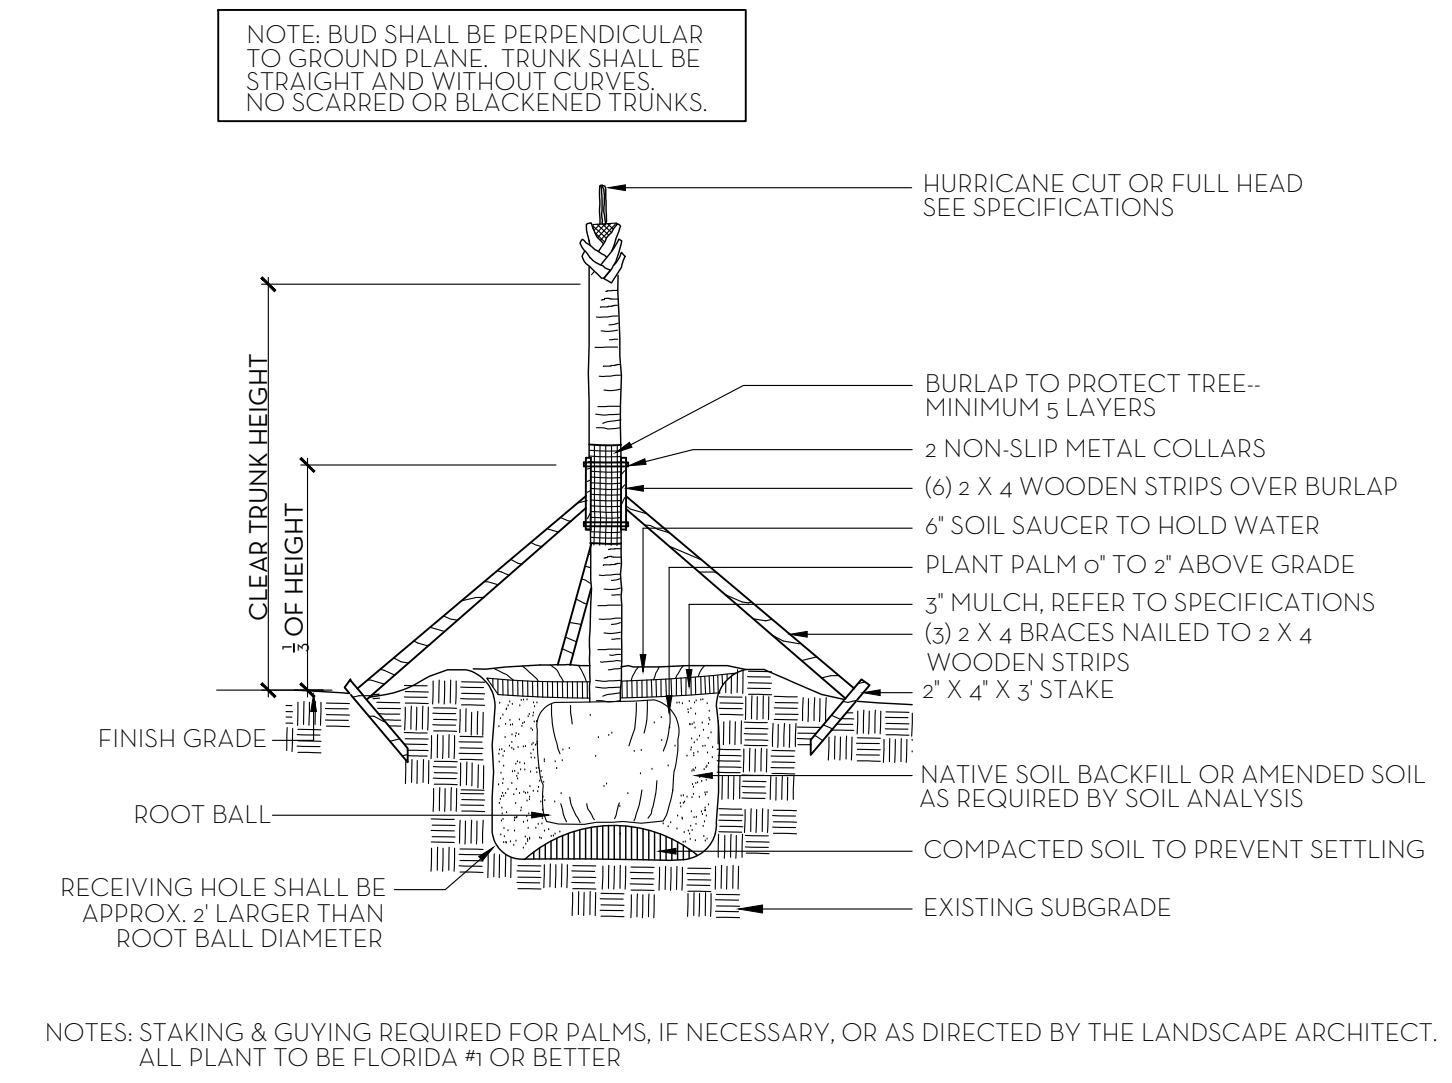 NOTE: BUD SHALL BE PERPENDICULAR
TO GROUND PLANE. TRUNK SHALL BE
STRAIGHT AND WITHOUT CURVES.
NO SCARRED OR BLACKENED TRUNKS.
HURRICANE CUT OR FULL HEAD
SEE SPECIFICATIONS
CLEAR TRUNK HEIGHT
1/3 OF HEIGHT
BURLAP TO PROTECT TREE--
MINIMUM 5 LAYERS
2 NON-SLIP METAL COLLARS
(6) 2 X 4 WOODEN STRIPS OVER BURLAP
6" SOIL SAUCER TO HOLD WATER
PLANT PALM 0" TO 2" ABOVE GRADE
3" MULCH, REFER TO SPECIFICATIONS
(3) 2 X 4 BRACES NAILED TO 2 X 4
WOODEN STRIPS
2" X 4" X 3' STAKE
FINISH GRADE
ROOT BALL
RECEIVING HOLE SHALL BE
APPROX. 2' LARGER THAN
ROOT BALL DIAMETER
NATIVE SOIL BACKFILL OR AMENDED SOIL
AS REQUIRED BY SOIL ANALYSIS
COMPACTED SOIL TO PREVENT SETTLING
EXISTING SUBGRADE
NOTES: STAKING & GUYING REQUIRED FOR PALMS, IF NECESSARY, OR AS DIRECTED BY THE LANDSCAPE ARCHITECT.
ALL PLANT TO BE FLORIDA #1 OR BETTER